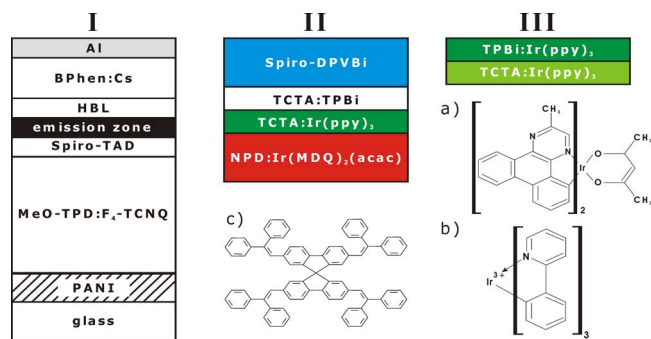 I
Al
BPhen:Cs
HBL
emission zone
Spiro-TAD
MeO-TPD:F₄-TCNQ
PANI
glass
II
Spiro-DPVBi
TCTA:TPBi
TCTA:Ir(ppy)₃
NPD:Ir(MDQ)₂(acac)
III
TPBi:Ir(ppy)₃
TCTA:Ir(ppy)₃
a)
CH₃
N
N
Ir
O
O
CH₃
CH₃
2
b)
Ir
3+
N
3
c)